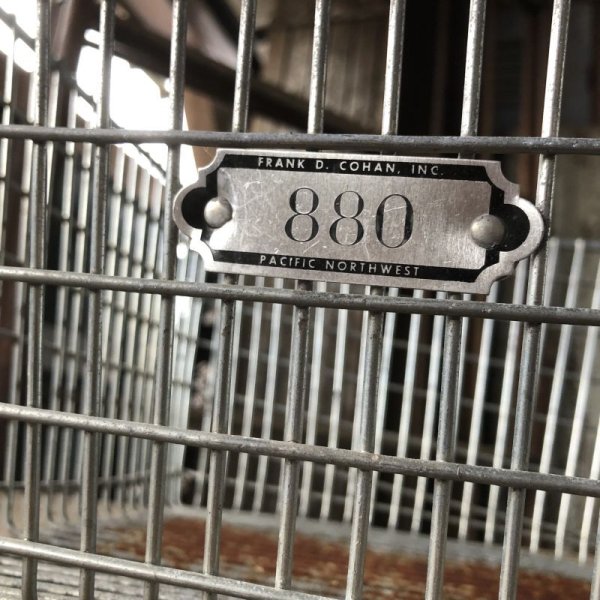 FRANK D. COHAN, INC.
880
PACIFIC NORTHWEST